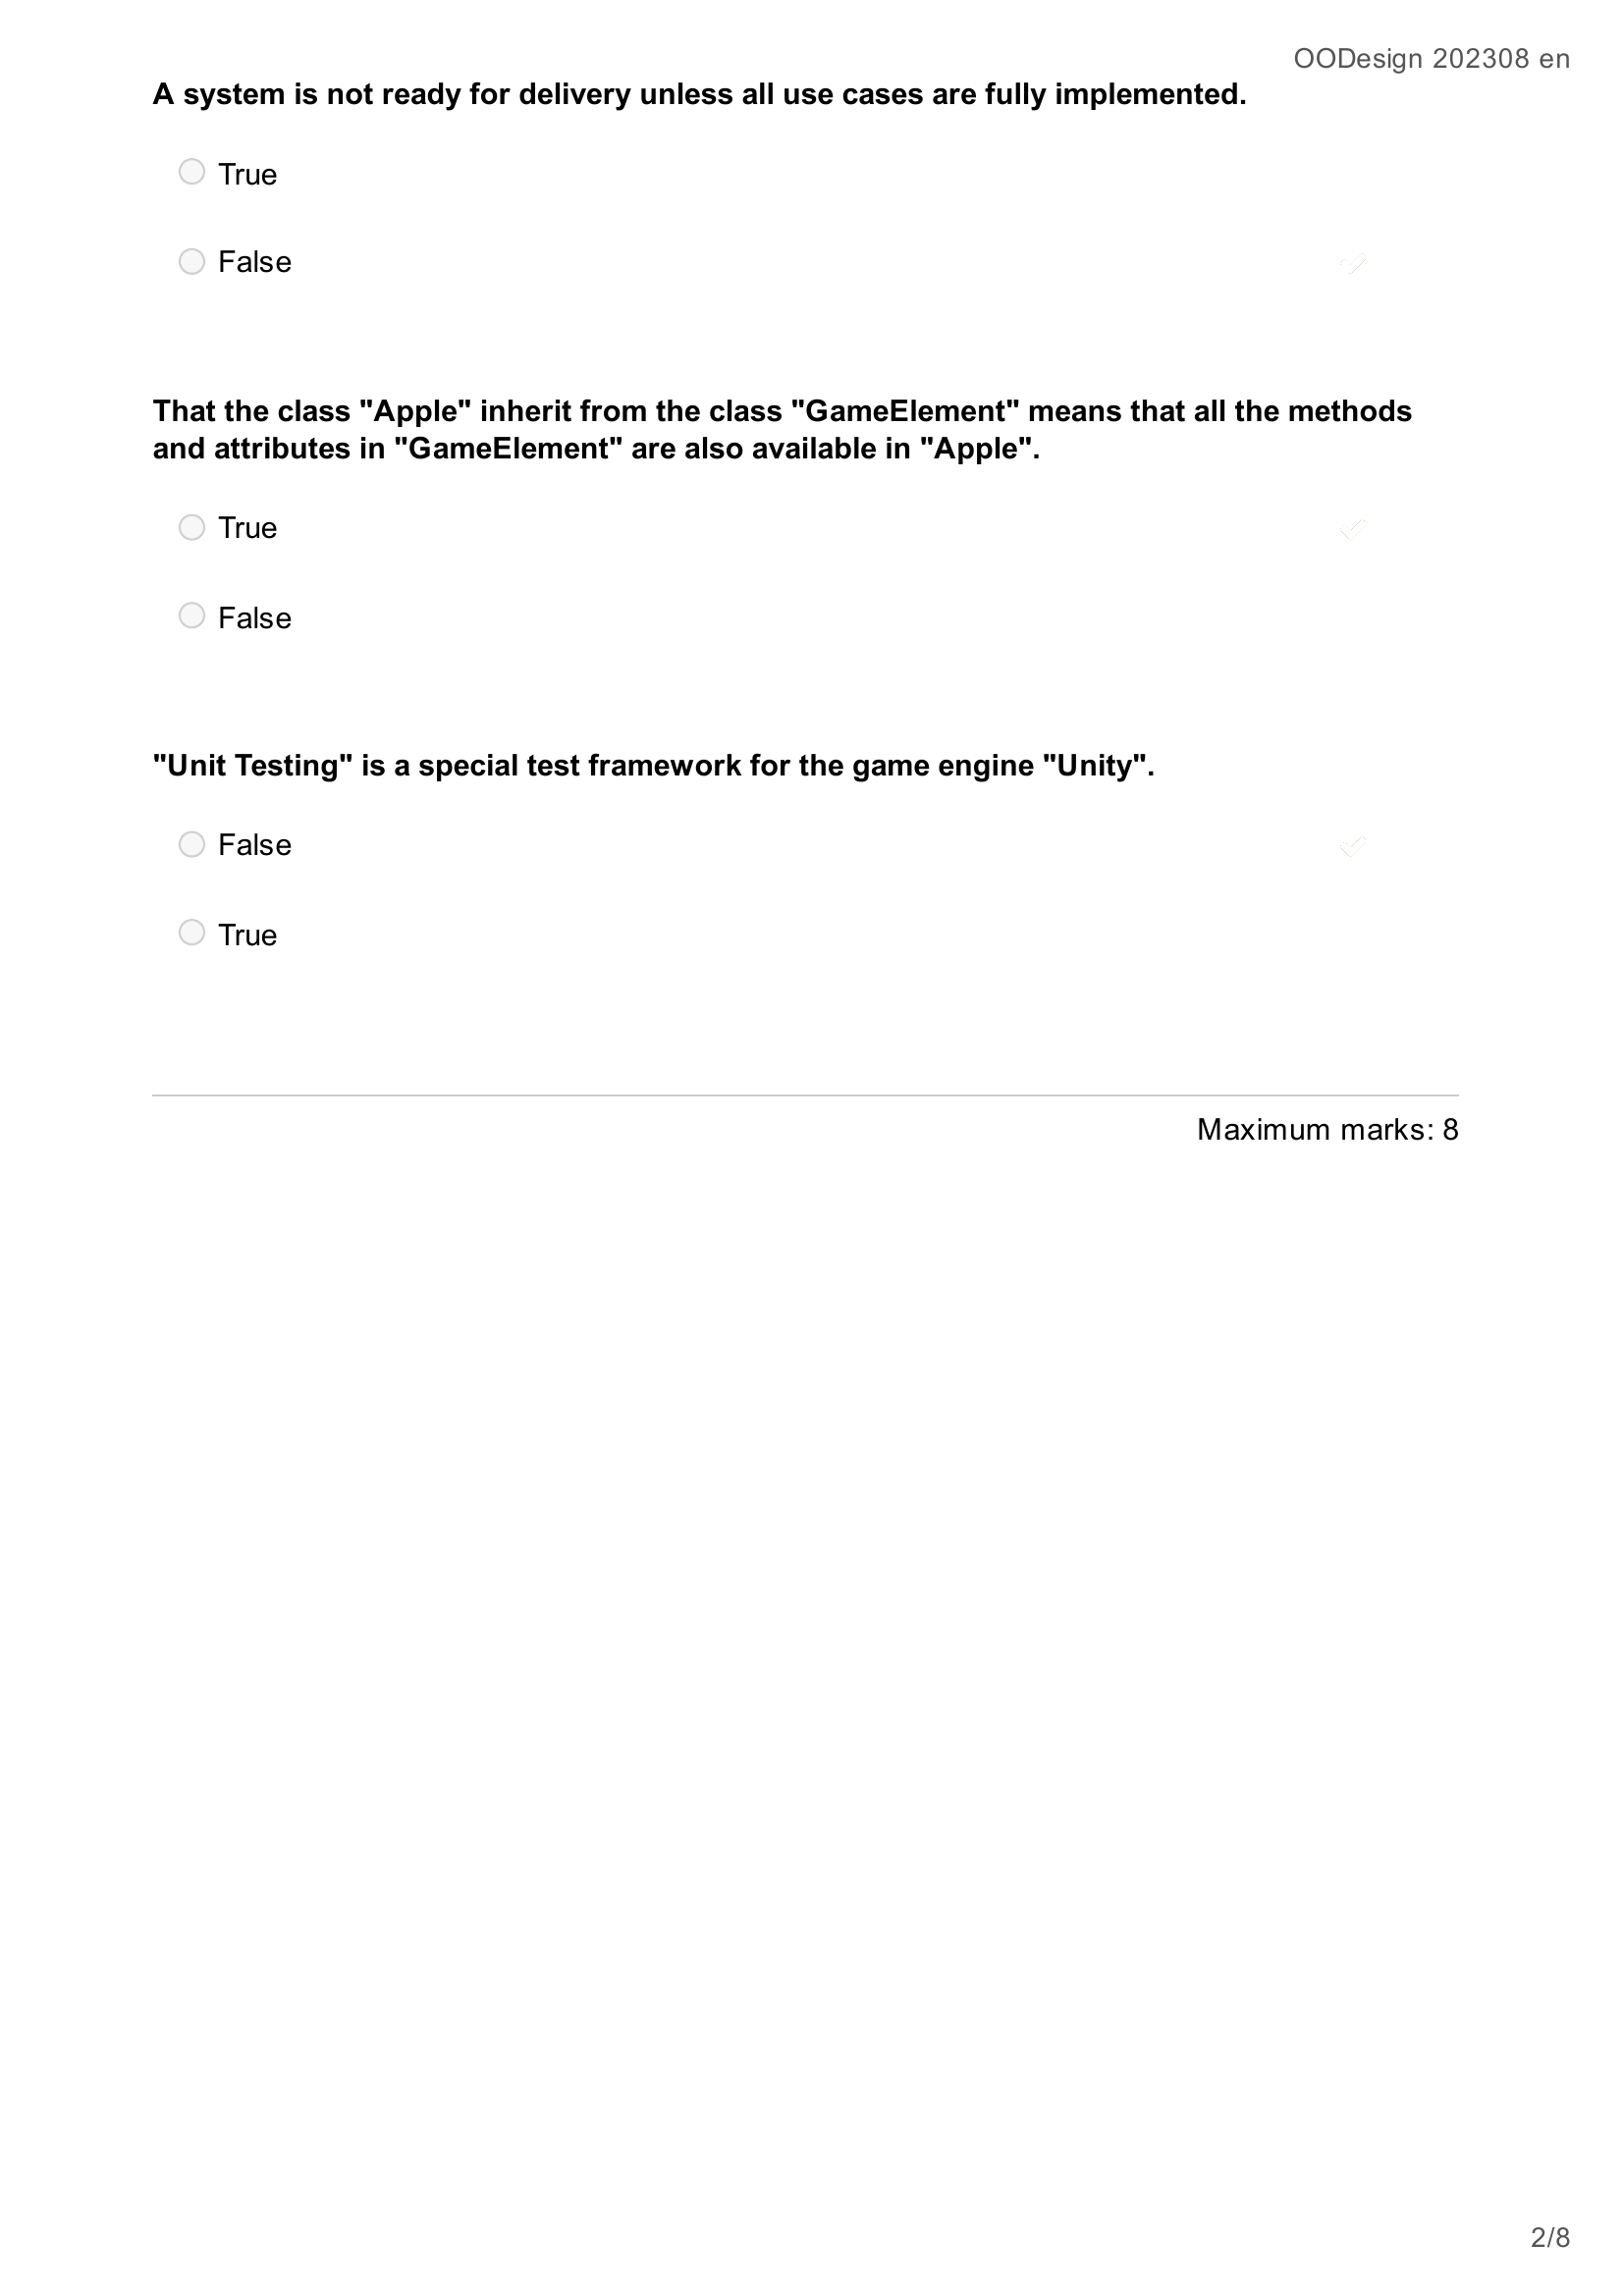 OODesign 202308 en
A system is not ready for delivery unless all use cases are fully implemented.
True
False
That the class "Apple" inherit from the class "GameElement" means that all the methods
and attributes in "GameElement" are also available in "Apple".
True
False
"Unit Testing" is a special test framework for the game engine "Unity".
False
True
Maximum marks: 8
2/8